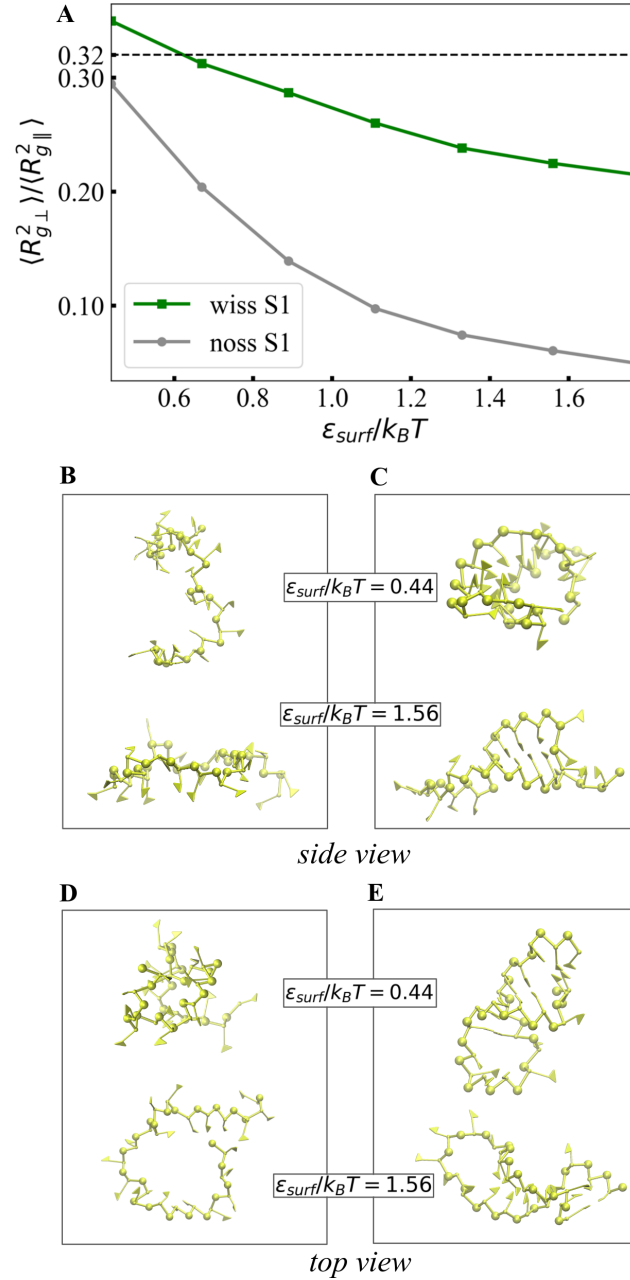 A
0.32
0.30
0.20
0.10
⟨R²g⊥⟩/⟨R²g∥⟩
wiss S1
noss S1
0.6 0.8 1.0 1.2 1.4 1.6
εsurf/kBT
B C
εsurf/kBT = 0.44
εsurf/kBT = 1.56
side view
D E
εsurf/kBT = 0.44
εsurf/kBT = 1.56
top view